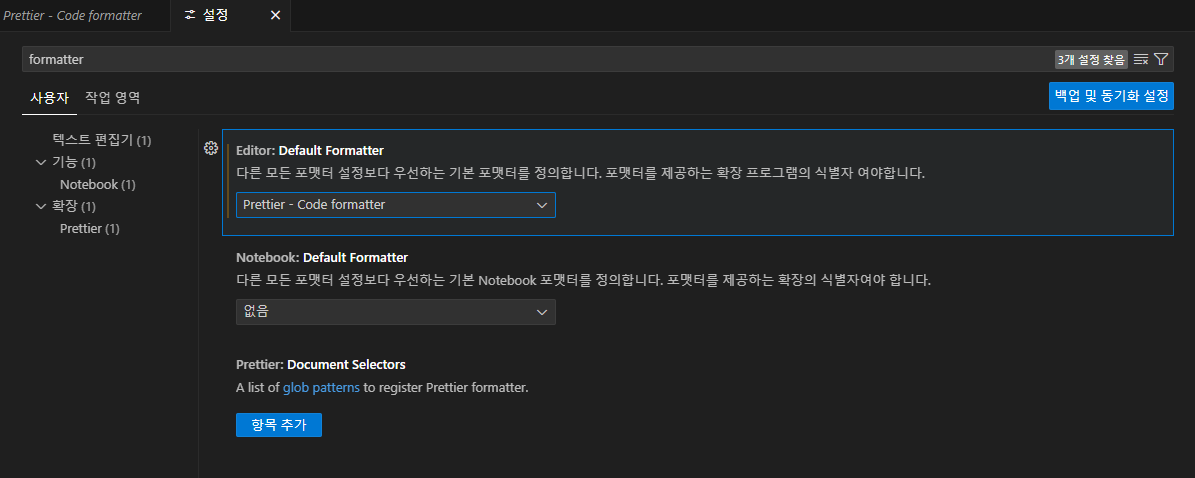 Prettier - Code formatter
설정
formatter
3개 설정 찾음
사용자
작업 영역
백업 및 동기화 설정
텍스트 편집기 (1)
기능 (1)
Notebook (1)
확장 (1)
Prettier (1)
Editor: Default Formatter
다른 모든 포맷터 설정보다 우선하는 기본 포맷터를 정의합니다. 포맷터를 제공하는 확장 프로그램의 식별자 여야합니다.
Prettier - Code formatter
Notebook: Default Formatter
다른 모든 포맷터 설정보다 우선하는 기본 Notebook 포맷터를 정의합니다. 포맷터를 제공하는 확장의 식별자여야 합니다.
없음
Prettier: Document Selectors
A list of glob patterns to register Prettier formatter.
항목 추가